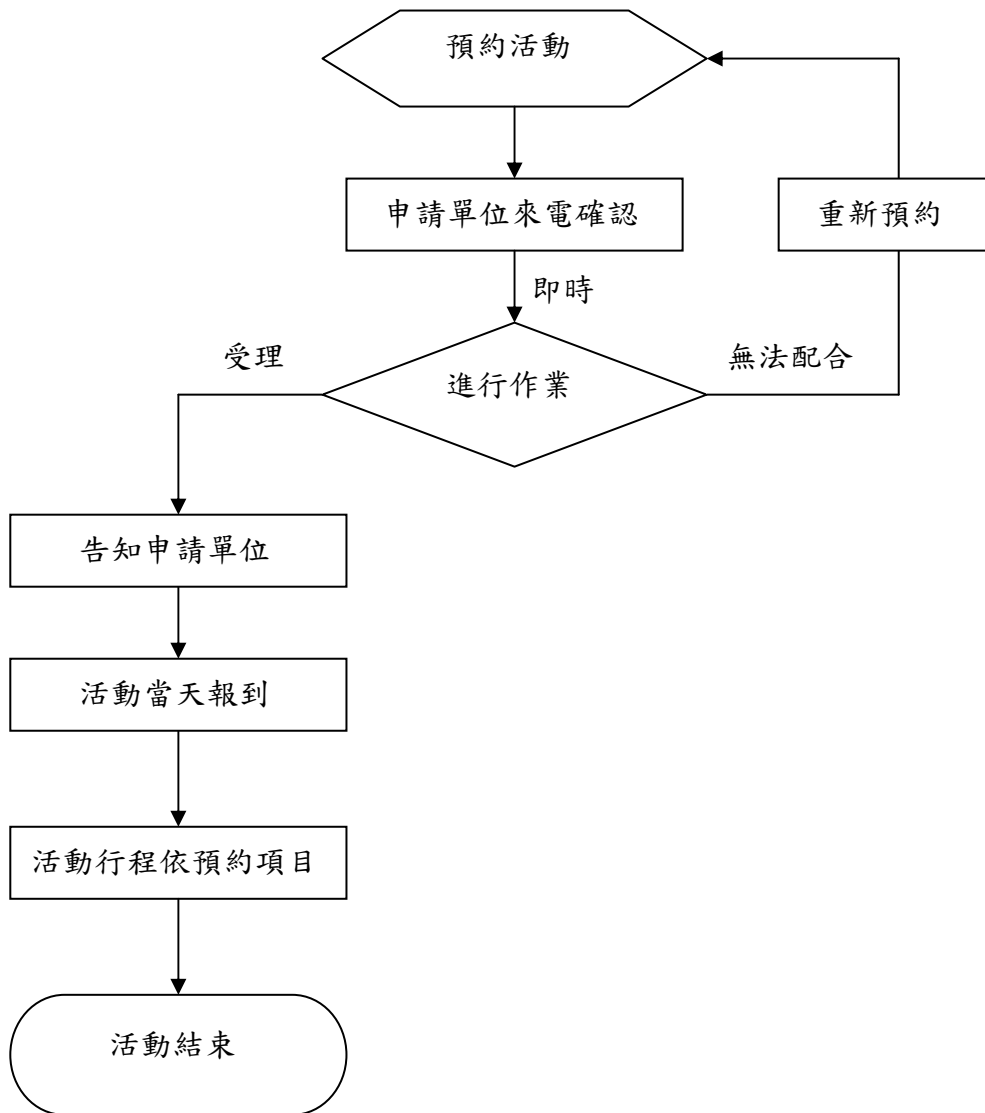 預約活動
申請單位來電確認
重新預約
即時
受理
無法配合
進行作業
告知申請單位
活動當天報到
活動行程依預約項目
活動結束